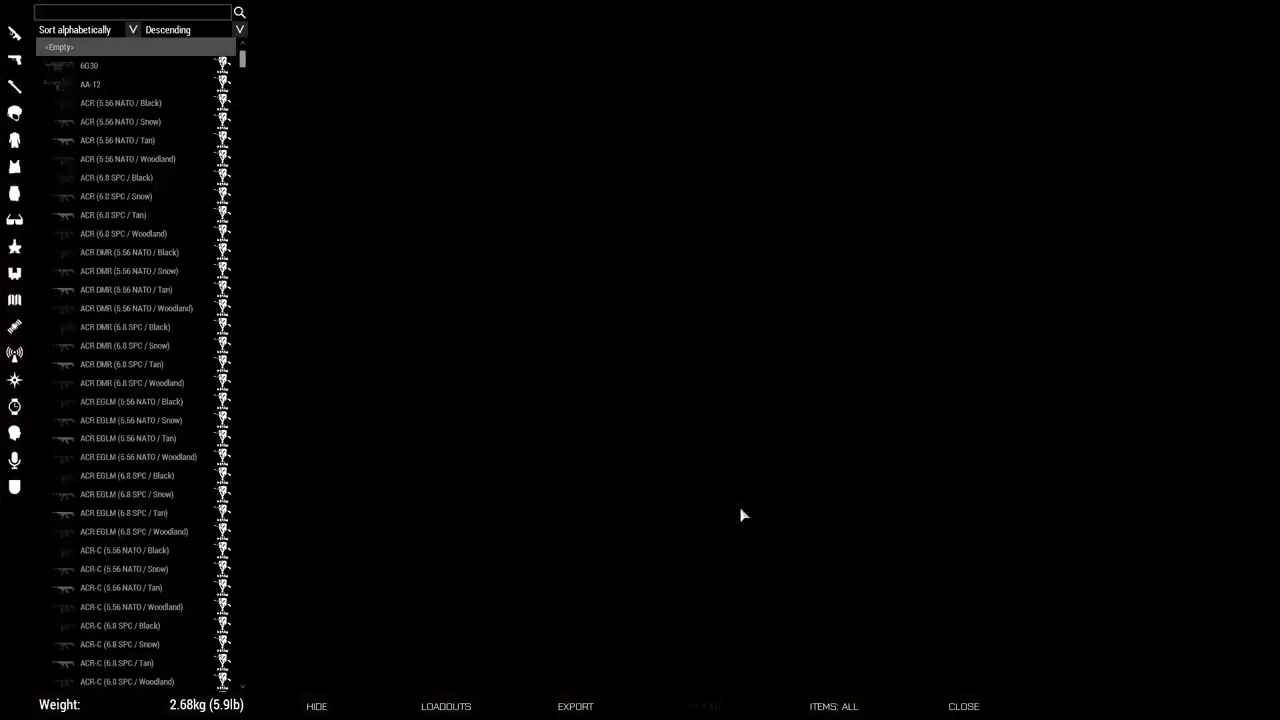 Sort alphabetically
Descending
<Empty>
6G30
AA-12
ACR (5.56 NATO / Black)
ACR (5.56 NATO / Snow)
ACR (5.56 NATO / Tan)
ACR (5.56 NATO / Woodland)
ACR (6.8 SPC / Black)
ACR (6.8 SPC / Snow)
ACR (6.8 SPC / Tan)
ACR (6.8 SPC / Woodland)
ACR DMR (5.56 NATO / Black)
ACR DMR (5.56 NATO / Snow)
ACR DMR (5.56 NATO / Tan)
ACR DMR (5.56 NATO / Woodland)
ACR DMR (6.8 SPC / Black)
ACR DMR (6.8 SPC / Snow)
ACR DMR (6.8 SPC / Tan)
ACR DMR (6.8 SPC / Woodland)
ACR EGLM (5.56 NATO / Black)
ACR EGLM (5.56 NATO / Snow)
ACR EGLM (5.56 NATO / Tan)
ACR EGLM (5.56 NATO / Woodland)
ACR EGLM (6.8 SPC / Black)
ACR EGLM (6.8 SPC / Snow)
ACR EGLM (6.8 SPC / Tan)
ACR EGLM (6.8 SPC / Woodland)
ACR-C (5.56 NATO / Black)
ACR-C (5.56 NATO / Snow)
ACR-C (5.56 NATO / Tan)
ACR-C (5.56 NATO / Woodland)
ACR-C (6.8 SPC / Black)
ACR-C (6.8 SPC / Snow)
ACR-C (6.8 SPC / Tan)
ACR-C (6.8 SPC / Woodland)
Weight: 2.68kg (5.9lb)
HIDE
LOADOUTS
EXPORT
ITEMS: ALL
CLOSE